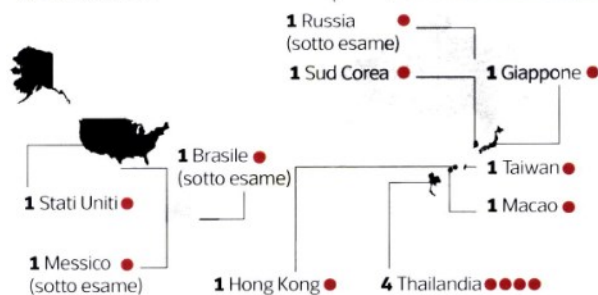 1 Russia
(sotto esame)
1 Sud Corea
1 Giappone
1 Brasile
(sotto esame)
1 Taiwan
1 Stati Uniti
1 Macao
1 Messico
(sotto esame)
1 Hong Kong
4 Thailandia